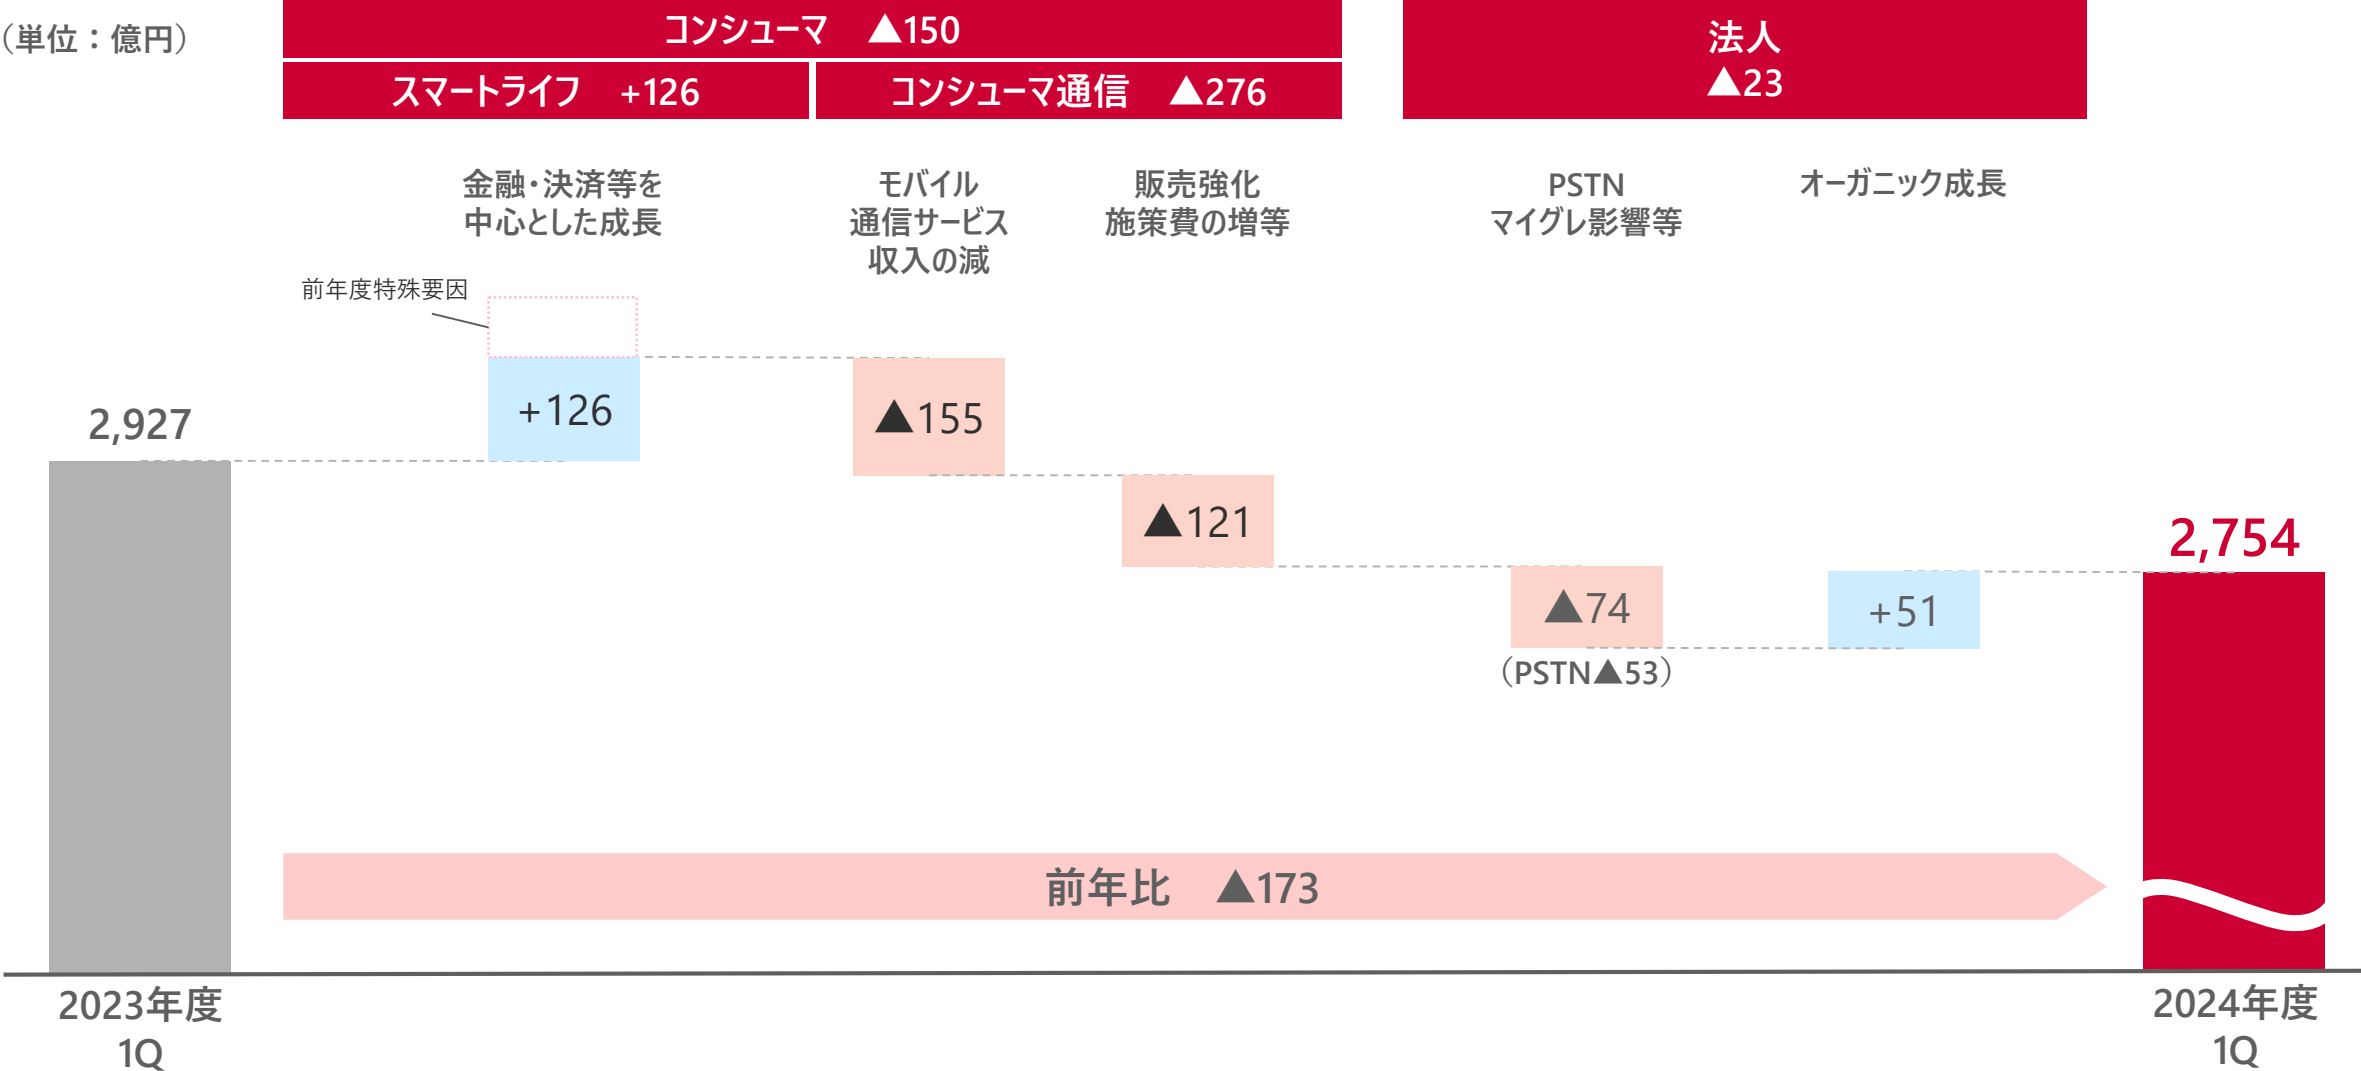 （単位：億円）
コンシューマ ▲150
スマートライフ +126
コンシューマ通信 ▲276
法人
▲23
金融・決済等を
中心とした成長
モバイル
通信サービス
収入の減
販売強化
施策費の増等
PSTN
マイグレ影響等
オーガニック成長
前年度特殊要因
2,927
+126
▲155
▲121
▲74
（PSTN▲53）
+51
2,754
前年比 ▲173
2023年度
1Q
2024年度
1Q